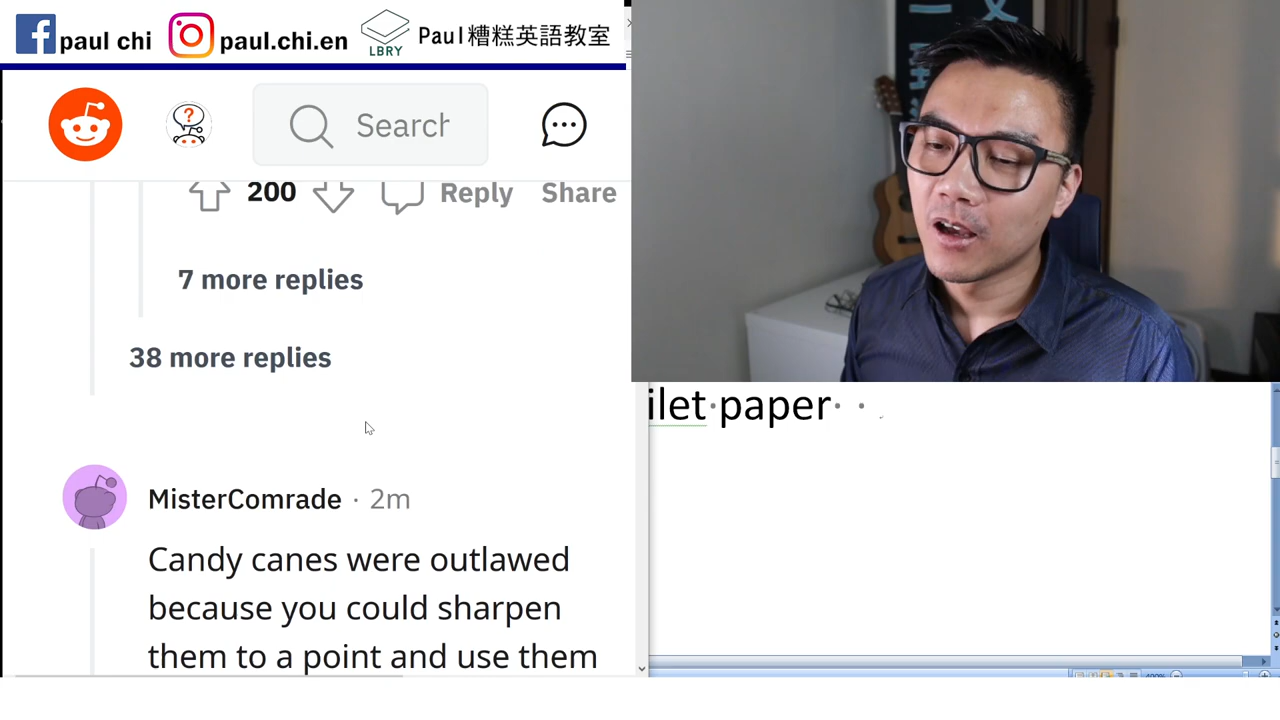 paul chi
paul.chi.en
LBRY
Paul糟糕英語教室
?
Search
200
Reply
Share
7 more replies
38 more replies
MisterComrade · 2m
Candy canes were outlawed
because you could sharpen
them to a point and use them
ilet paper